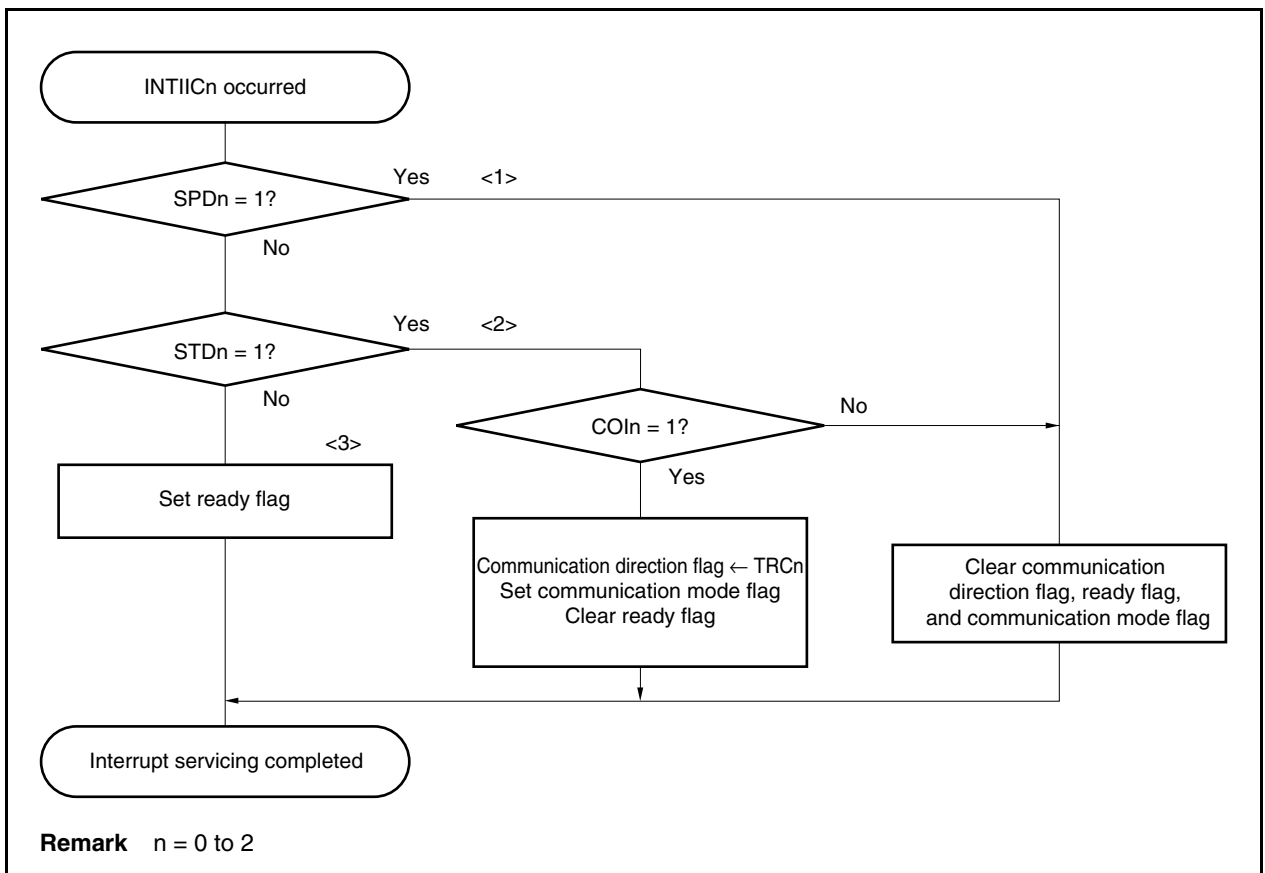 INTIICn occurred
SPDn = 1?
Yes
<1>
No
STDn = 1?
Yes
<2>
No
COIn = 1?
No
Yes
<3>
Set ready flag
Communication direction flag ← TRCn
Set communication mode flag
Clear ready flag
Clear communication
direction flag, ready flag,
and communication mode flag
Interrupt servicing completed
Remark n = 0 to 2